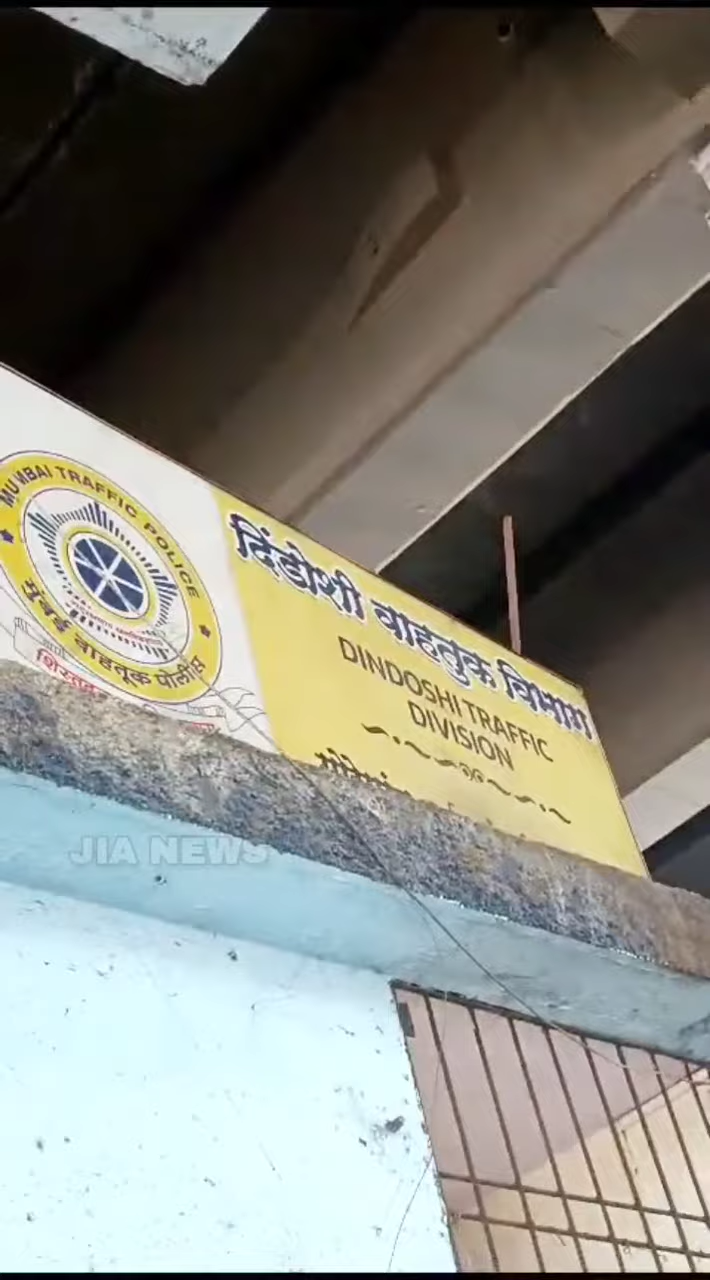 MUMBAI TRAFFIC POLICE
मुंबई वाहतूक पोलीस
दिंडोशी वाहतुक विभाग
DINDOSHI TRAFFIC
DIVISION
JIA NEWS